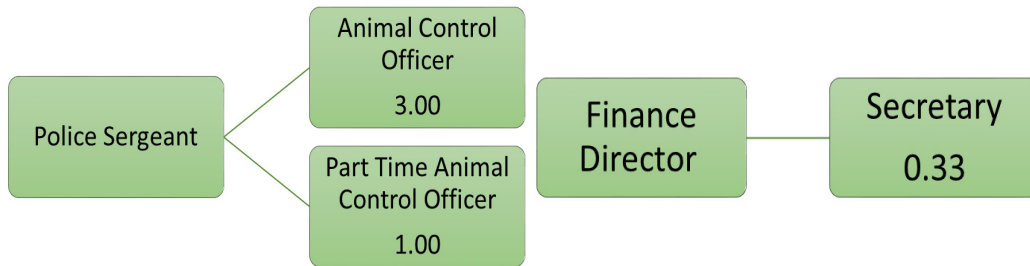 Police Sergeant
Animal Control
Officer
3.00
Part Time Animal
Control Officer
1.00
Finance
Director
Secretary
0.33